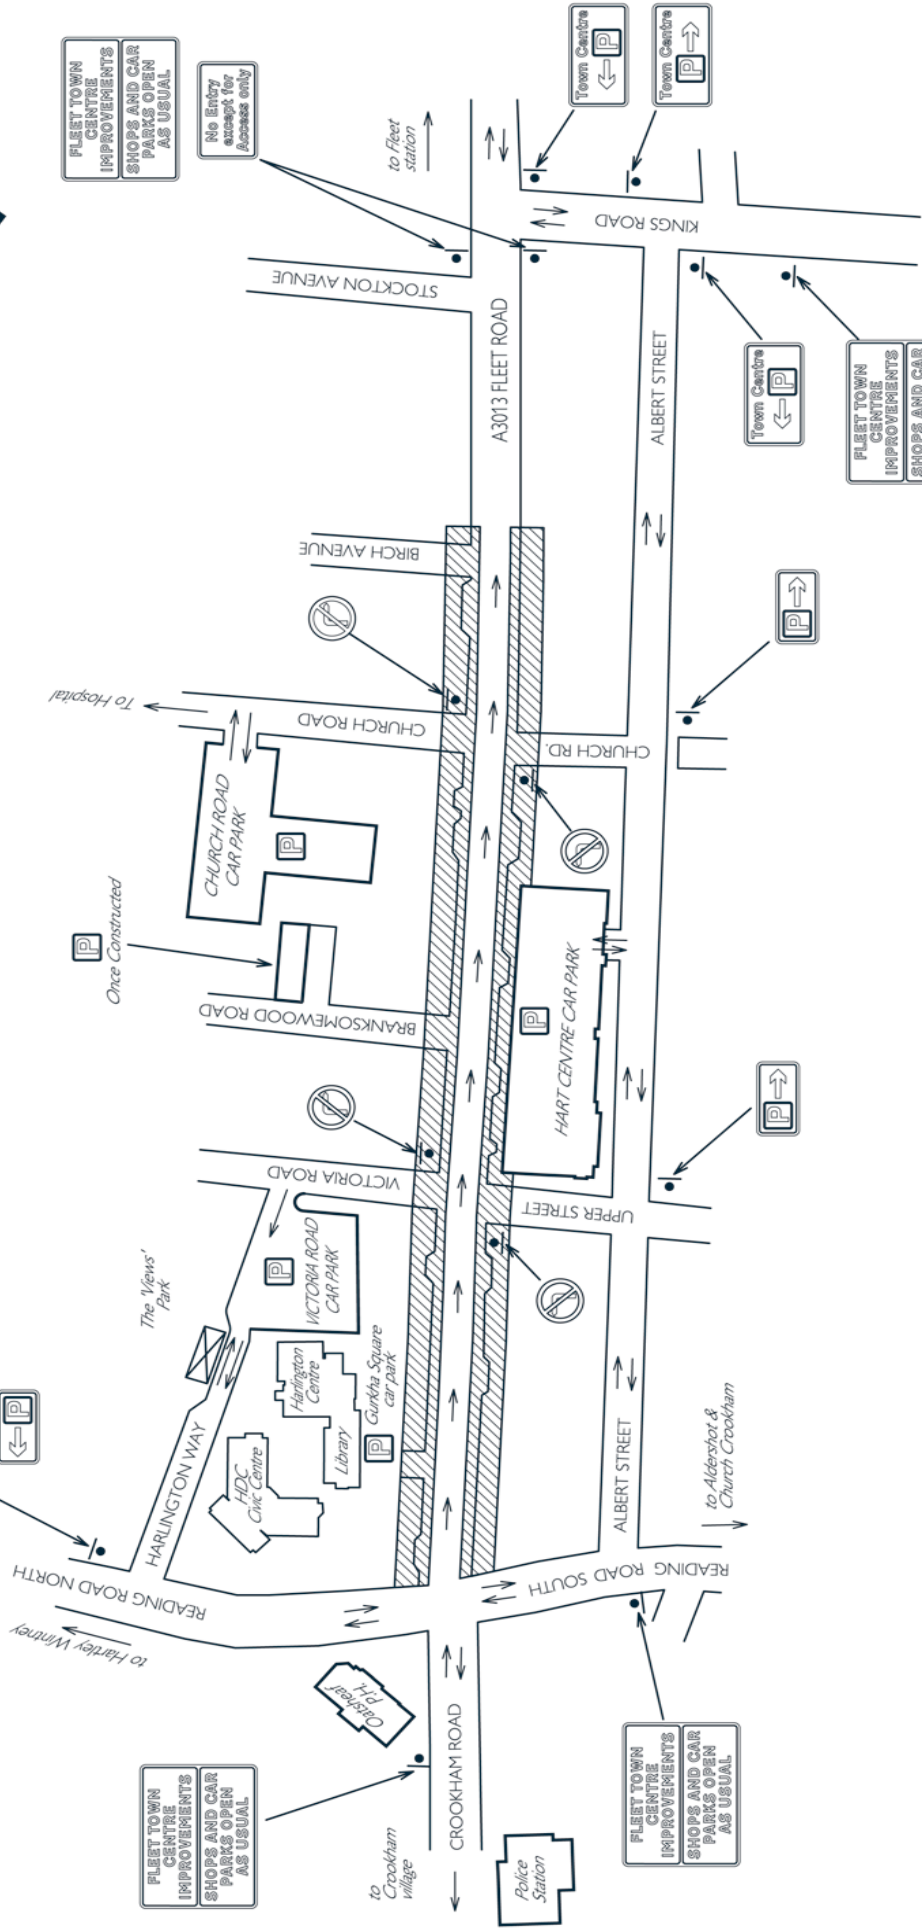 FLEET TOWN
CENTRE
IMPROVEMENTS
SHOPS AND CAR
PARKS OPEN
AS USUAL
No Entry
except for
Access only
to Fleet
station
Town Centre
P
Town Centre
P
STOCKTON AVENUE
KINGS ROAD
A3013 FLEET ROAD
ALBERT STREET
Town Centre
P
FLEET TOWN
CENTRE
IMPROVEMENTS
SHOPS AND CAR
BIRCH AVENUE
P
To Hospital
CHURCH ROAD
CHURCH RD.
CHURCH ROAD
CAR PARK
P
P
Once Constructed
BRANKSOMEWOOD ROAD
P
HART CENTRE CAR PARK
P
VICTORIA ROAD
UPPER STREET
The 'Views'
Park
P
VICTORIA ROAD
CAR PARK
Harlington
Centre
Library
Gurkha Square
car park
P
HDC
Civic Centre
P
HARLINGTON WAY
ALBERT STREET
to Aldershot &
Church Crookham
READING ROAD NORTH
READING ROAD
READING ROAD SOUTH
READING ROAD
to Hartley Wintney
Oatsheaf
P.H.
CROOKHAM ROAD
FLEET TOWN
CENTRE
IMPROVEMENTS
SHOPS AND CAR
PARKS OPEN
AS USUAL
to
Crookham
village
Police
Station
FLEET TOWN
CENTRE
IMPROVEMENTS
SHOPS AND CAR
PARKS OPEN
AS USUAL